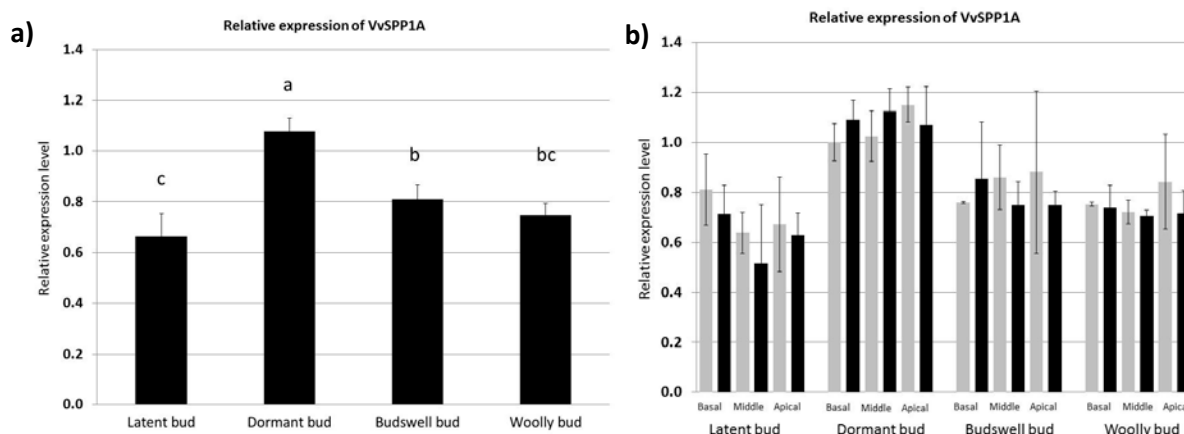 a)
Relative expression of VvSPP1A
Relative expression level
1.4
1.2
1.0
0.8
0.6
0.4
0.2
0.0
c
a
b
bc
Latent bud Dormant bud Budswell bud Woolly bud
b)
Relative expression of VvSPP1A
Relative expression level
1.4
1.2
1.0
0.8
0.6
0.4
0.2
0.0
Basal Middle Apical Basal Middle Apical Basal Middle Apical Basal Middle Apical
Latent bud Dormant bud Budswell bud Woolly bud